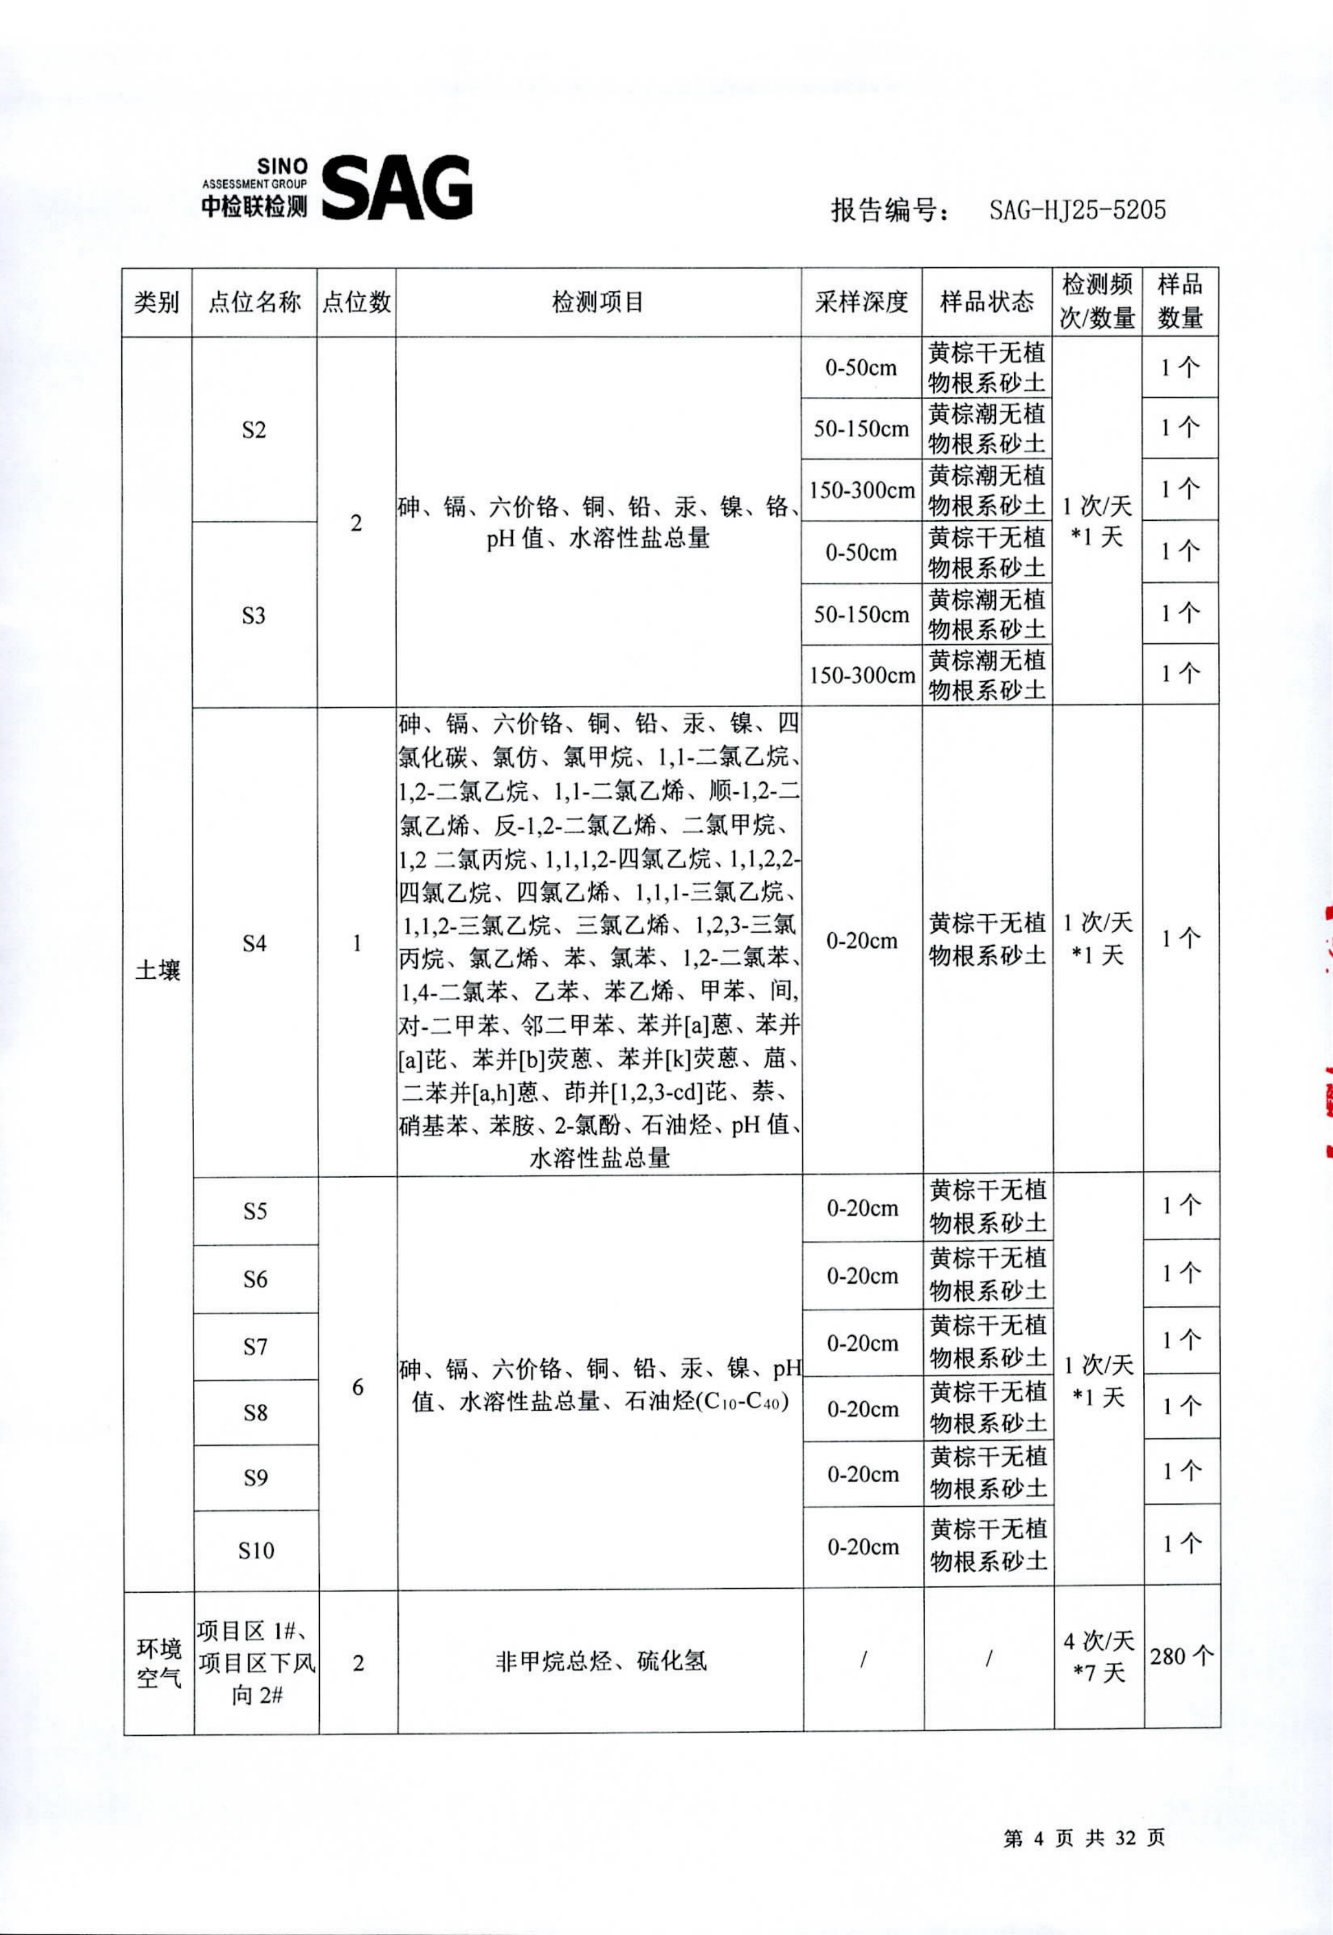 SINO
ASSESSMENT GROUP
中检联检测
SAG
报告编号： SAG-HJ25-5205
类别 点位名称 点位数 检测项目 采样深度 样品状态 检测频次/数量 样品数量
土壤
S2
2
砷、镉、六价铬、铜、铅、汞、镍、铬、
pH 值、水溶性盐总量
0-50cm 黄棕干无植物根系砂土 1 个
50-150cm 黄棕潮无植物根系砂土 1 个
150-300cm 黄棕潮无植物根系砂土 1 个
1 次/天
*1 天
S3
0-50cm 黄棕干无植物根系砂土 1 个
50-150cm 黄棕潮无植物根系砂土 1 个
150-300cm 黄棕潮无植物根系砂土 1 个
S4
1
砷、镉、六价铬、铜、铅、汞、镍、四
氯化碳、氯仿、氯甲烷、1,1-二氯乙烷、
1,2-二氯乙烷、1,1-二氯乙烯、顺-1,2-二
氯乙烯、反-1,2-二氯乙烯、二氯甲烷、
1,2 二氯丙烷、1,1,1,2-四氯乙烷、1,1,2,2-
四氯乙烷、四氯乙烯、1,1,1-三氯乙烷、
1,1,2-三氯乙烷、三氯乙烯、1,2,3-三氯
丙烷、氯乙烯、苯、氯苯、1,2-二氯苯、
1,4-二氯苯、乙苯、苯乙烯、甲苯、间,
对-二甲苯、邻二甲苯、苯并[a]蒽、苯并
[a]芘、苯并[b]荧蒽、苯并[k]荧蒽、䓛、
二苯并[a,h]蒽、茚并[1,2,3-cd]芘、萘、
硝基苯、苯胺、2-氯酚、石油烃、pH 值、
水溶性盐总量
0-20cm
黄棕干无植
物根系砂土
1 次/天
*1 天
1 个
S5 0-20cm 黄棕干无植物根系砂土 1 个
S6 0-20cm 黄棕干无植物根系砂土 1 个
S7 0-20cm 黄棕干无植物根系砂土 1 个
6
砷、镉、六价铬、铜、铅、汞、镍、pH
值、水溶性盐总量、石油烃(C₁₀-C₄₀)
1 次/天
*1 天
S8 0-20cm 黄棕干无植物根系砂土 1 个
S9 0-20cm 黄棕干无植物根系砂土 1 个
S10 0-20cm 黄棕干无植物根系砂土 1 个
环境
空气
项目区 1#、
项目区下风
向 2#
2
非甲烷总烃、硫化氢
/
/
4 次/天
*7 天
280 个
第 4 页 共 32 页